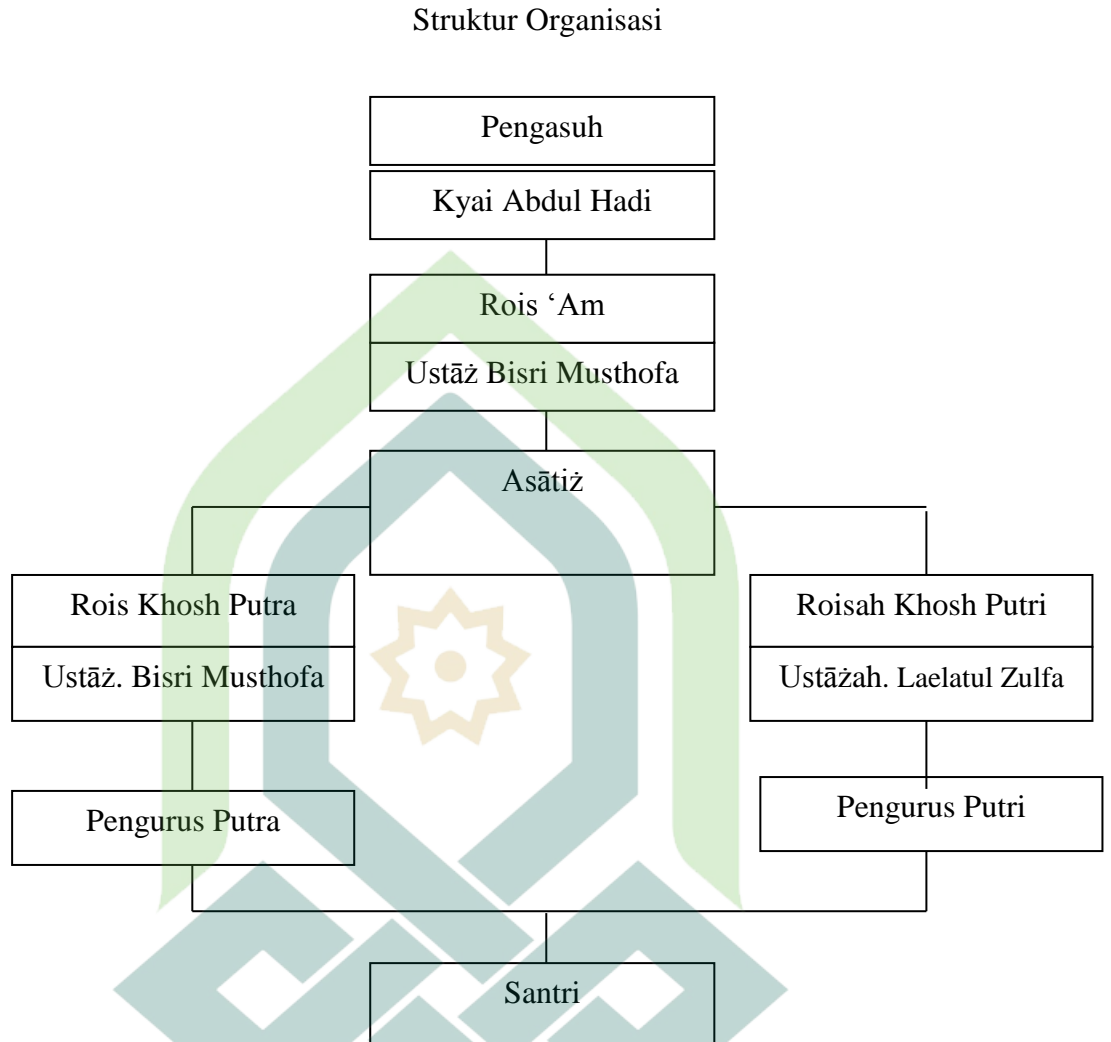 Struktur Organisasi
Pengasuh
Kyai Abdul Hadi
Rois ‘Am
Ustāż Bisri Musthofa
Asātiż
Rois Khosh Putra
Ustāż. Bisri Musthofa
Roisah Khosh Putri
Ustāżah. Laelatul Zulfa
Pengurus Putra
Pengurus Putri
Santri